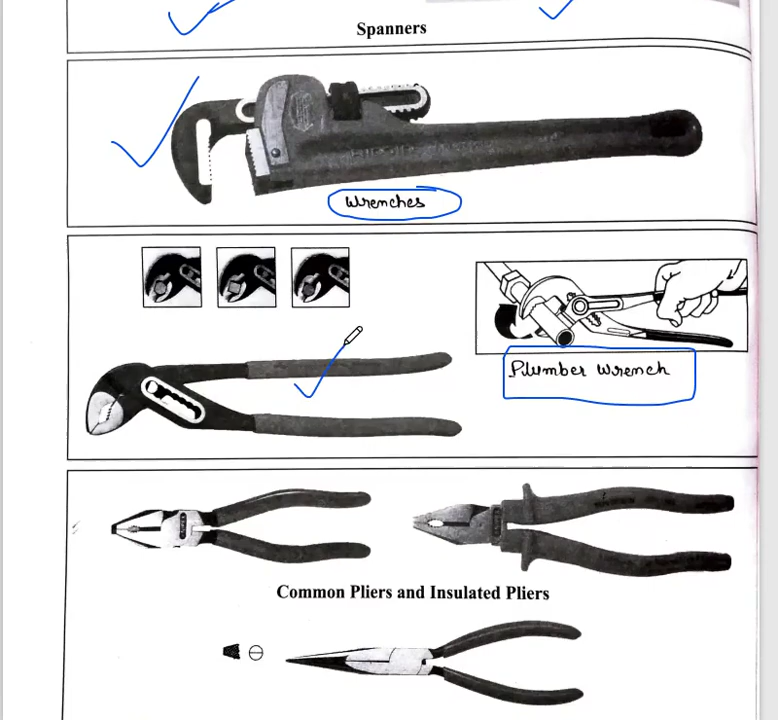 Spanners
Wrenches
Plumber Wrench
Common Pliers and Insulated Pliers